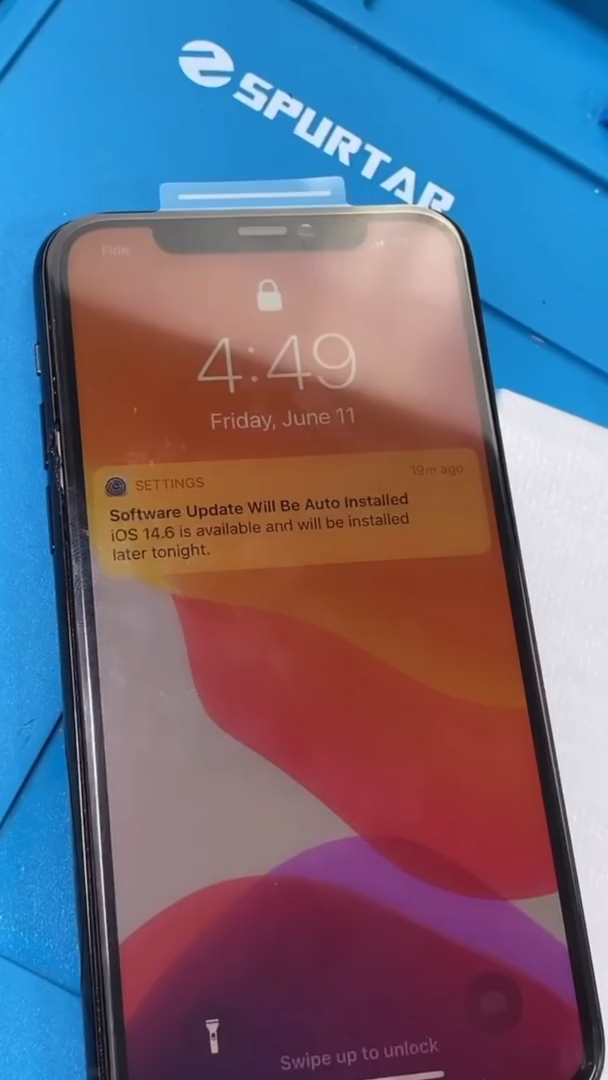 SPURTAR
Fido
4:49
Friday, June 11
SETTINGS
19m ago
Software Update Will Be Auto Installed
iOS 14.6 is available and will be installed
later tonight.
Swipe up to unlock